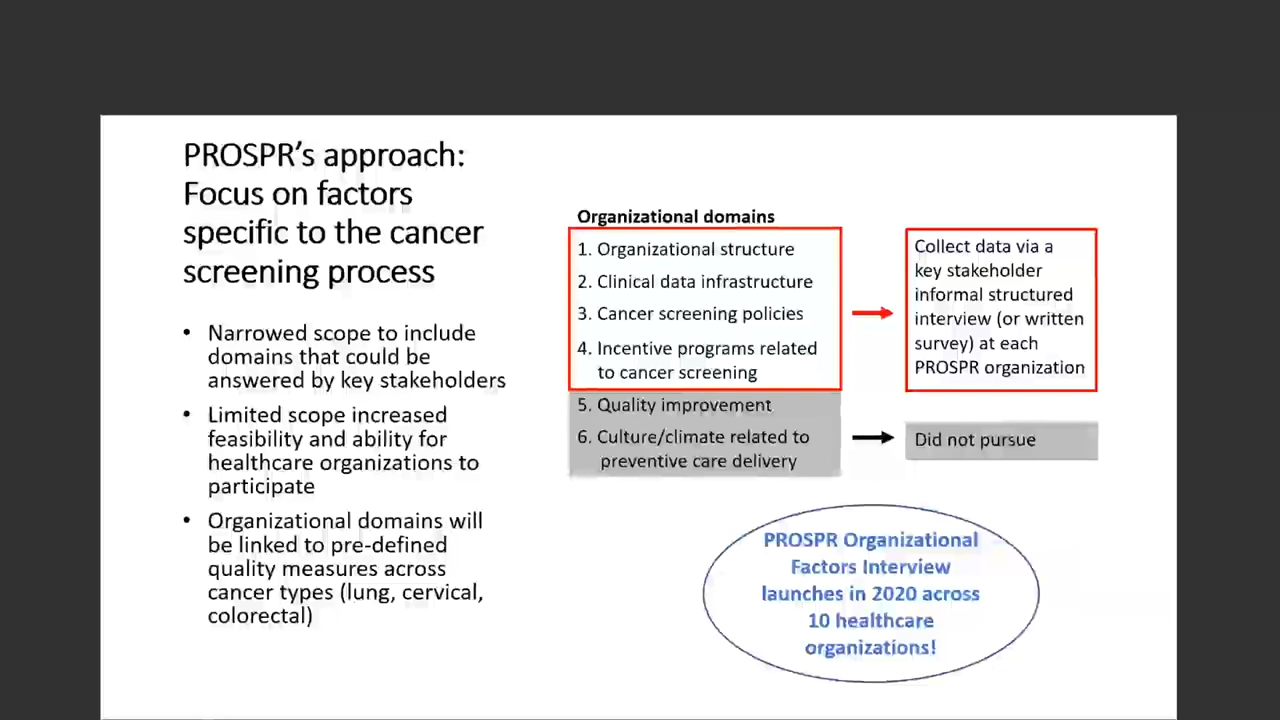 PROSPR's approach:
Focus on factors
specific to the cancer
screening process
• Narrowed scope to include
domains that could be
answered by key stakeholders
• Limited scope increased
feasibility and ability for
healthcare organizations to
participate
• Organizational domains will
be linked to pre-defined
quality measures across
cancer types (lung, cervical,
colorectal)
Organizational domains
1. Organizational structure
2. Clinical data infrastructure
3. Cancer screening policies
4. Incentive programs related
to cancer screening
5. Quality improvement
6. Culture/climate related to
preventive care delivery
Collect data via a
key stakeholder
informal structured
interview (or written
survey) at each
PROSPR organization
Did not pursue
PROSPR Organizational
Factors Interview
launches in 2020 across
10 healthcare
organizations!